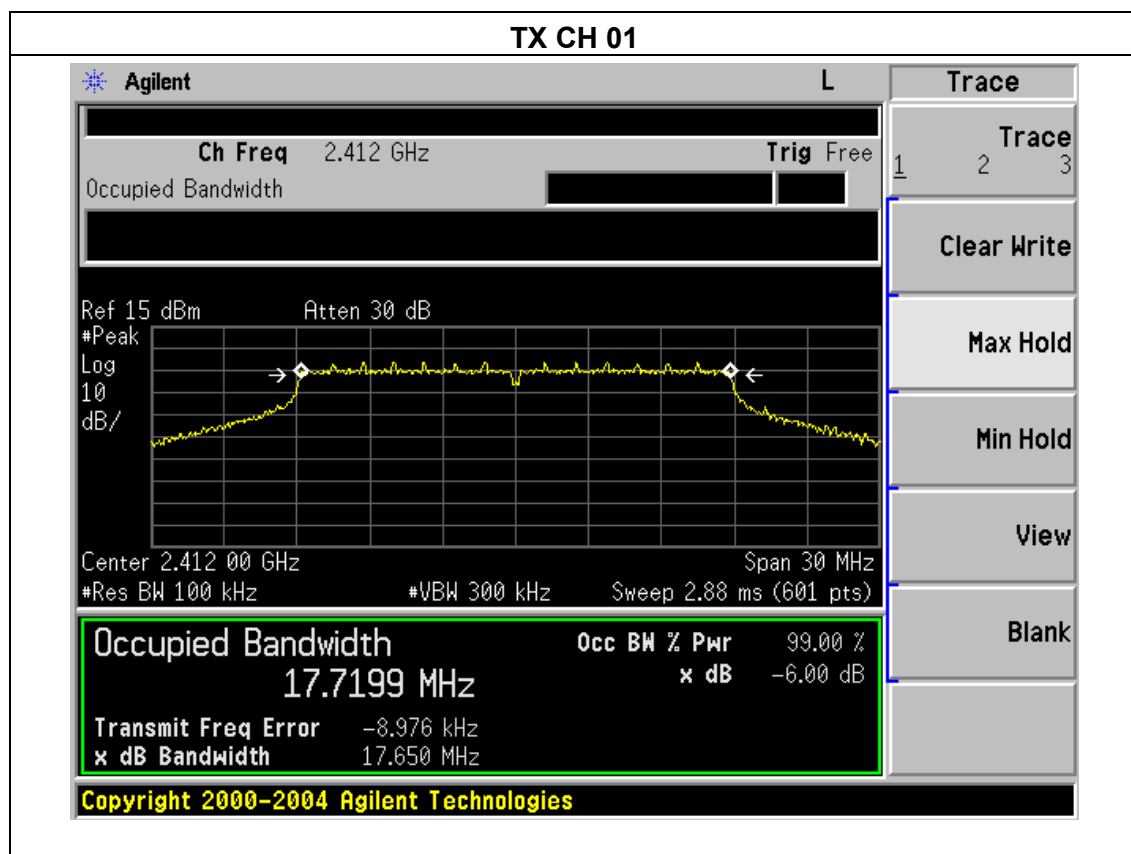 TX CH 01
Agilent L Trace
Ch Freq 2.412 GHz Trig Free
Occupied Bandwidth
Trace
1 2 3
Clear Write
Max Hold
Min Hold
View
Blank
Ref 15 dBm Atten 30 dB
#Peak
Log
10
dB/
Center 2.412 00 GHz Span 30 MHz
#Res BW 100 kHz #VBW 300 kHz Sweep 2.88 ms (601 pts)
Occupied Bandwidth Occ BW % Pwr 99.00 %
17.7199 MHz x dB -6.00 dB
Transmit Freq Error -8.976 kHz
x dB Bandwidth 17.650 MHz
Copyright 2000-2004 Agilent Technologies